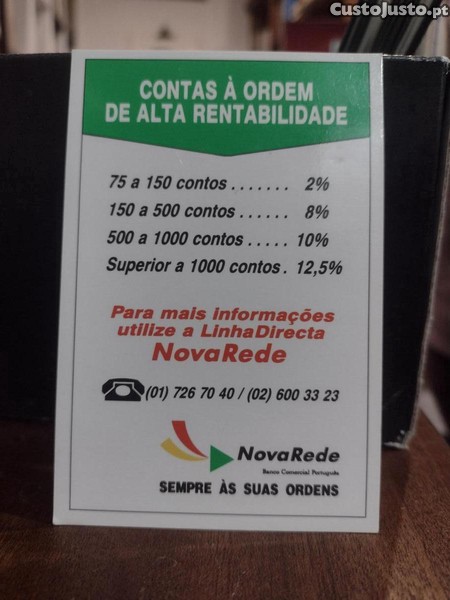 CustoJusto.pt
CONTAS À ORDEM
DE ALTA RENTABILIDADE
75 a 150 contos . . . . . . . 2%
150 a 500 contos . . . . . . 8%
500 a 1000 contos . . . . . 10%
Superior a 1000 contos . 12,5%
Para mais informações
utilize a LinhaDirecta
NovaRede
(01) 726 70 40 / (02) 600 33 23
NovaRede
Banco Comercial Português
SEMPRE ÀS SUAS ORDENS